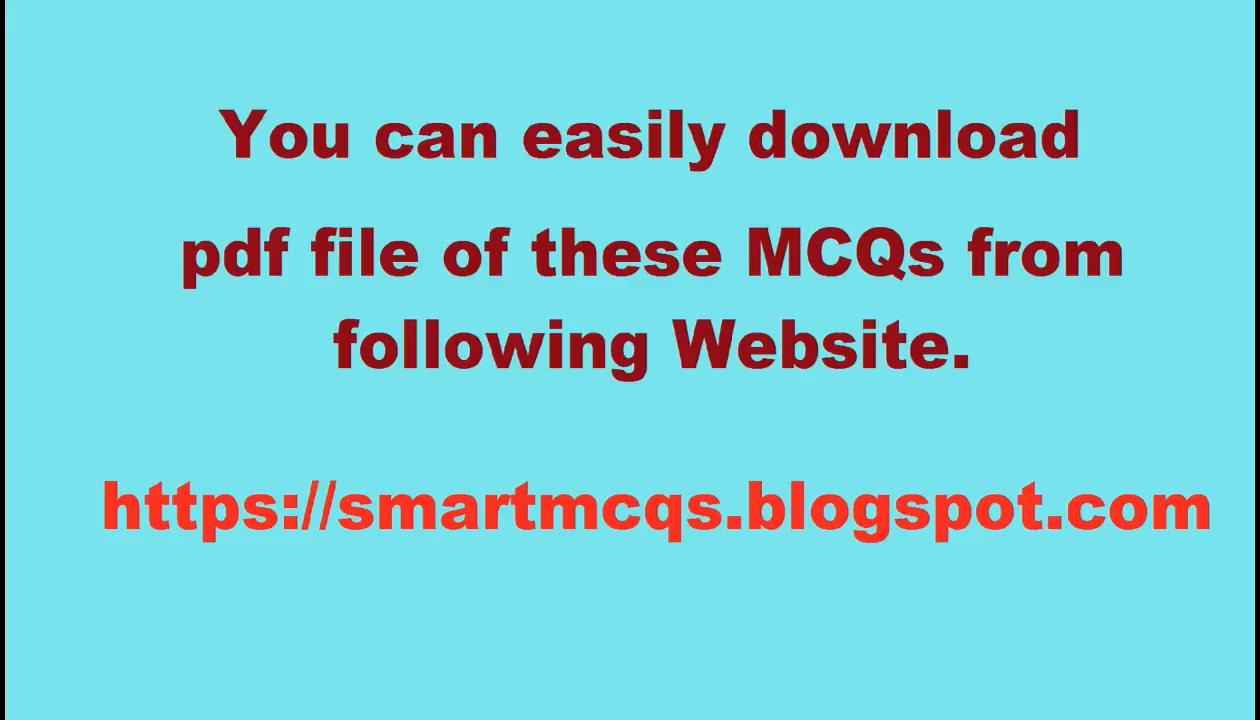 You can easily download
pdf file of these MCQs from
following Website.
https://smartmcqs.blogspot.com